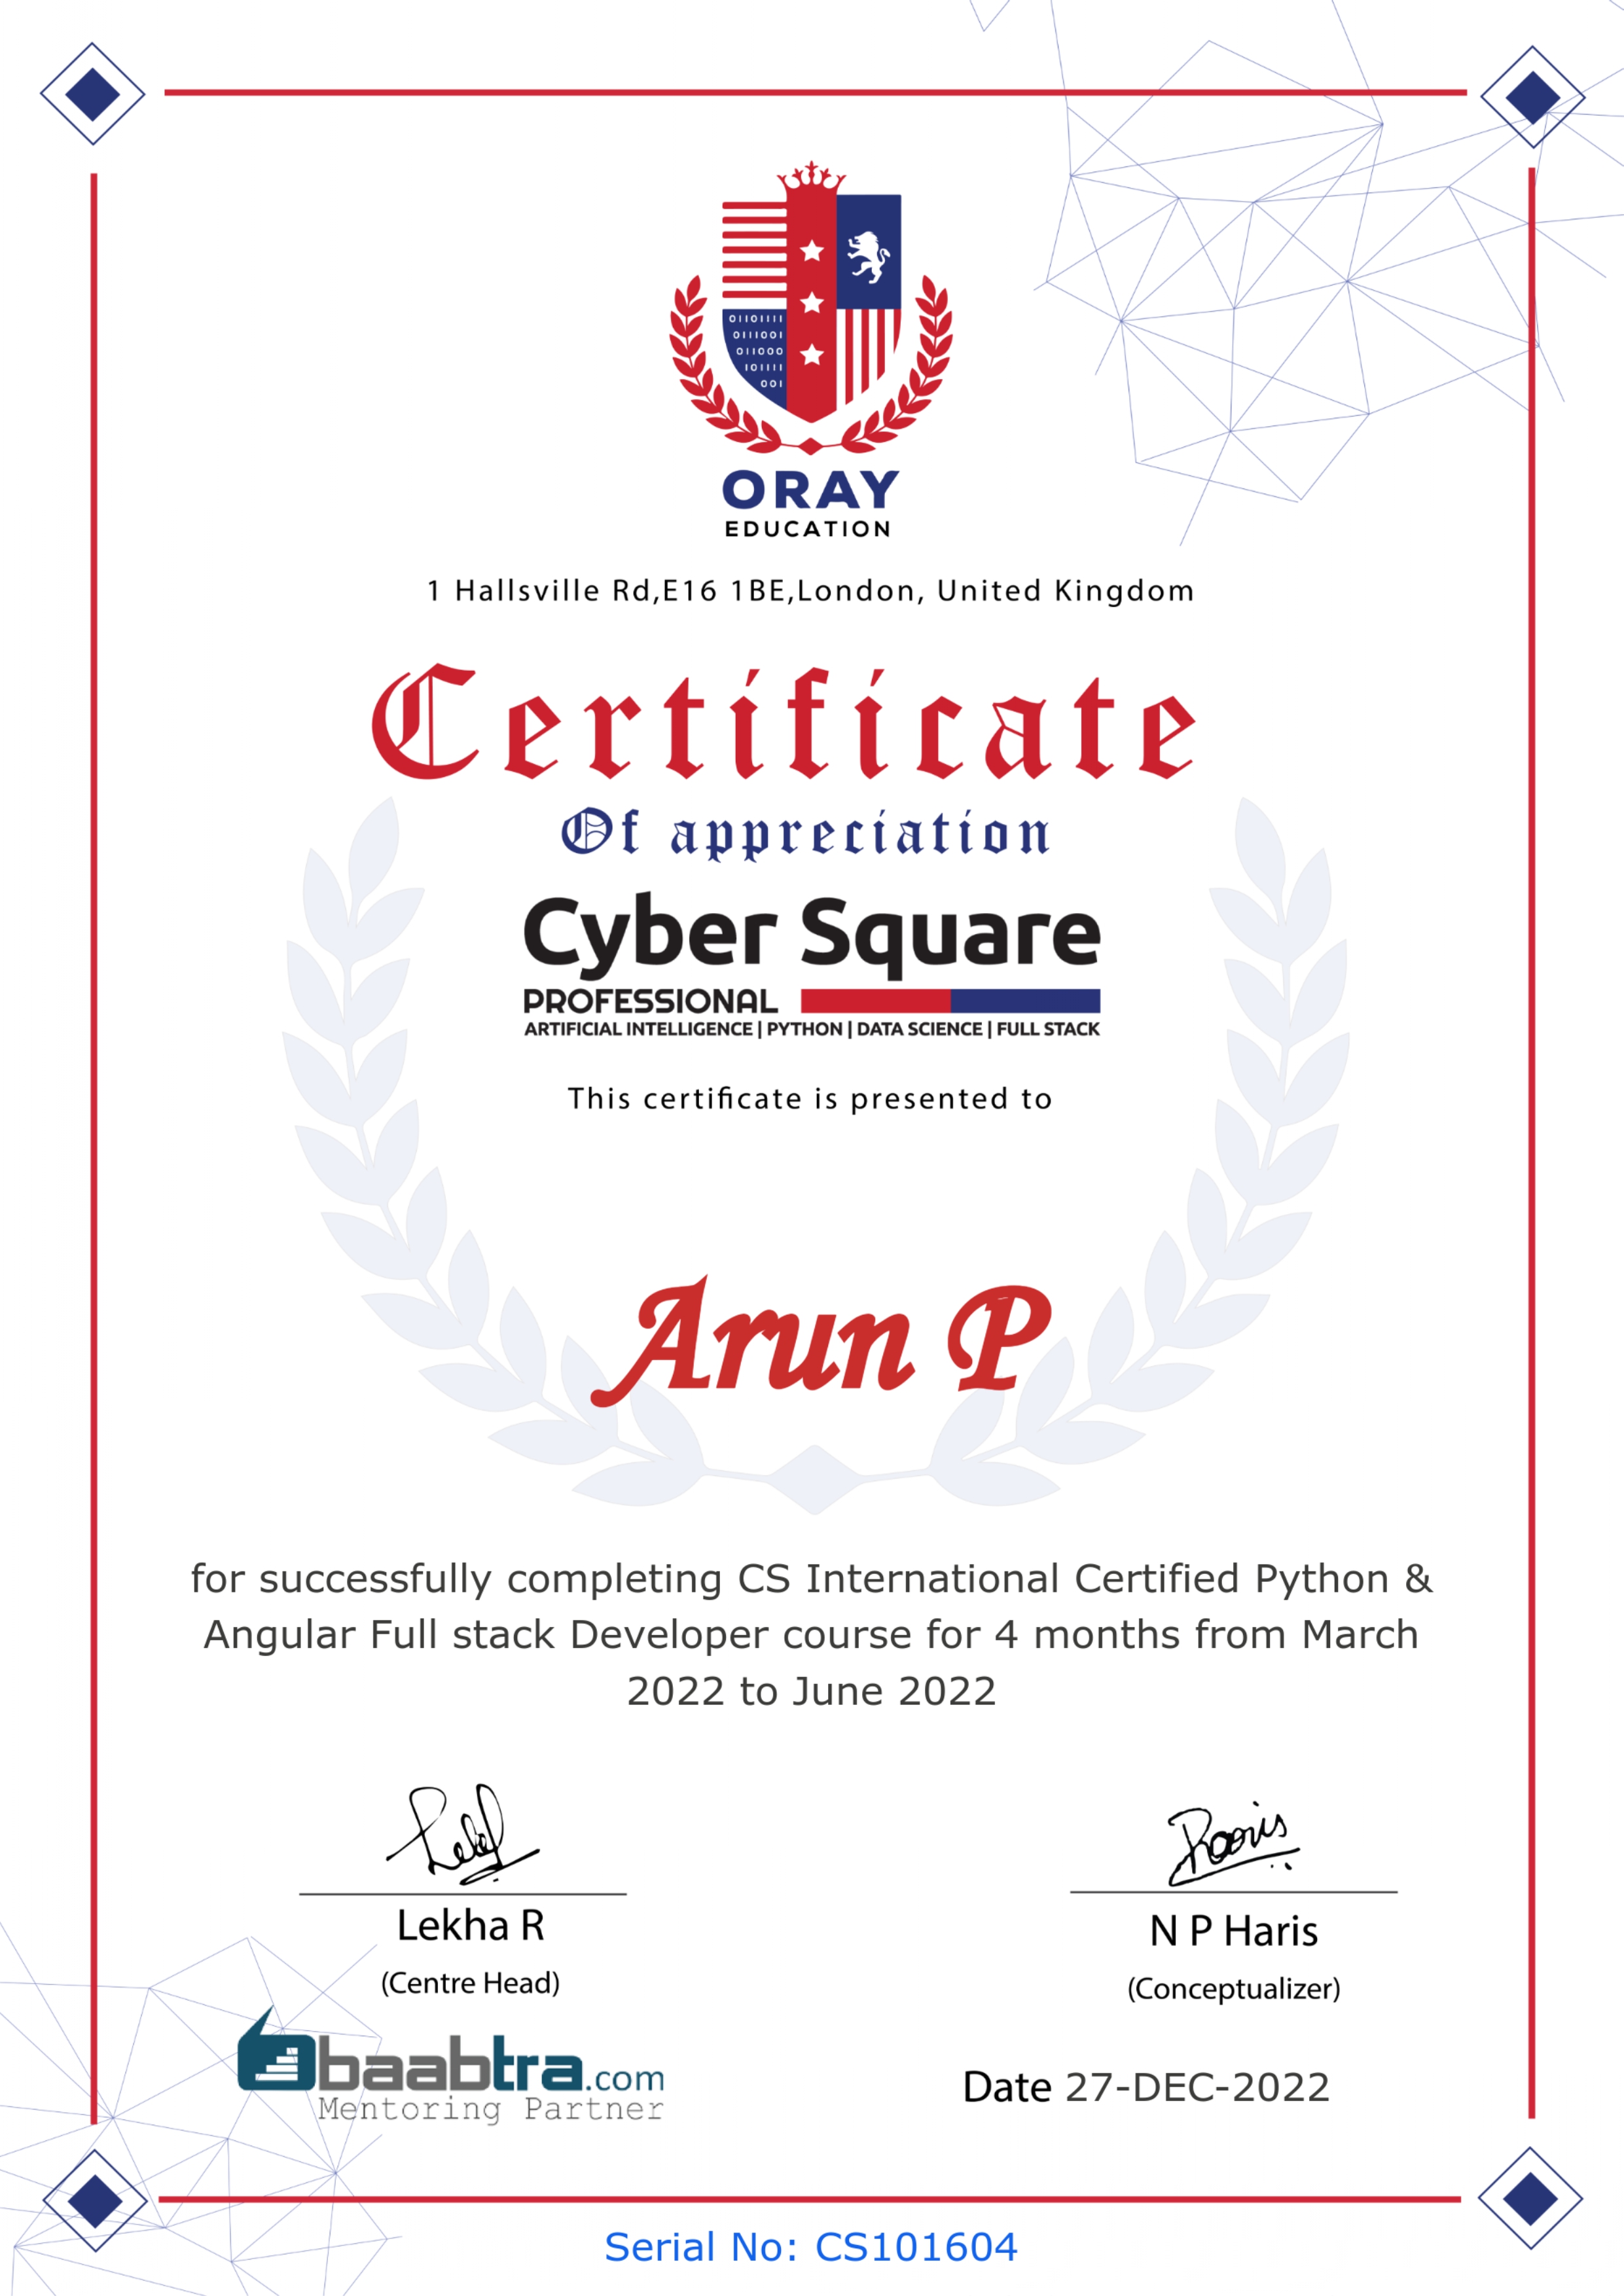 01101111
0111001
011000
10111
001
ORAY
EDUCATION
1 Hallsville Rd,E16 1BE,London, United Kingdom
Certificate
Of appreciation
Cyber Square
PROFESSIONAL
ARTIFICIAL INTELLIGENCE | PYTHON | DATA SCIENCE | FULL STACK
This certificate is presented to
Arun P
for successfully completing CS International Certified Python &
Angular Full stack Developer course for 4 months from March
2022 to June 2022
Lekha R
(Centre Head)
N P Haris
(Conceptualizer)
baabtra.com
Mentoring Partner
Date 27-DEC-2022
Serial No: CS101604